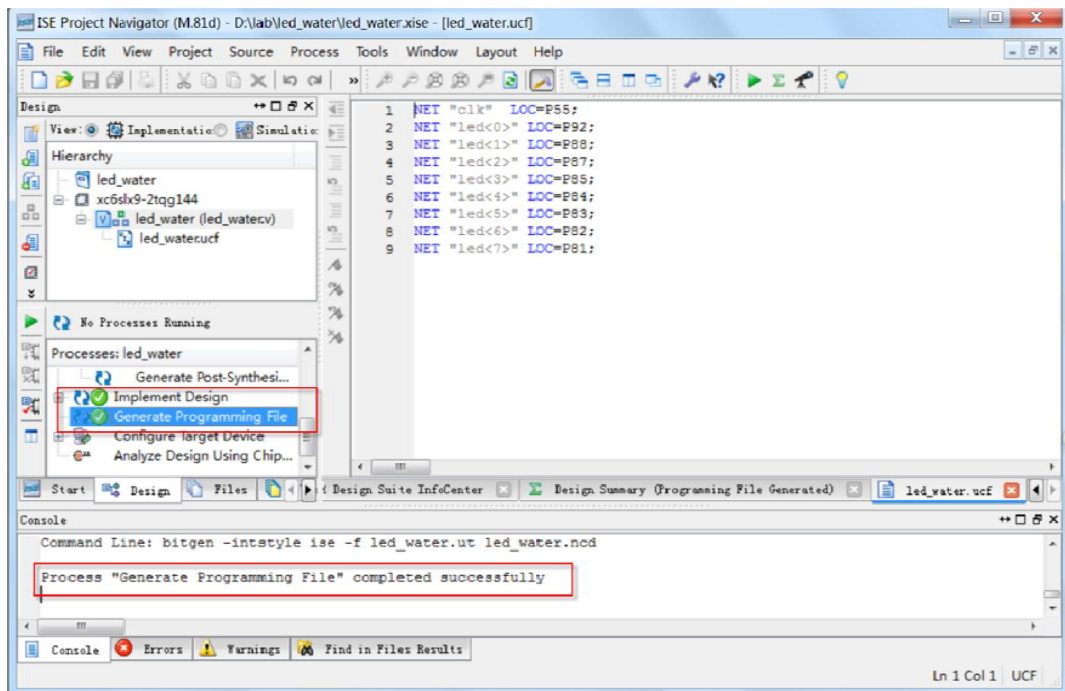 ISE Project Navigator (M.81d) - D:\lab\led_water\led_water.xise - [led_water.ucf]
File Edit View Project Source Process Tools Window Layout Help
Design
View: Implementatio: Simulatio:
Hierarchy
led_water
xc6slx9-2tqg144
led_water (led_water.v)
led_water.ucf
No Processes Running
Processes: led_water
Generate Post-Synthesi...
Implement Design
Generate Programming File
Configure Target Device
Analyze Design Using Chip...
1 NET "clk" LOC=P55;
2 NET "led<0>" LOC=P92;
3 NET "led<1>" LOC=P88;
4 NET "led<2>" LOC=P87;
5 NET "led<3>" LOC=P85;
6 NET "led<4>" LOC=P84;
7 NET "led<5>" LOC=P83;
8 NET "led<6>" LOC=P82;
9 NET "led<7>" LOC=P81;
Start Design Files Design Suite InfoCenter Design Summary (Programming File Generated) led_water.ucf
Console
Command Line: bitgen -intstyle ise -f led_water.ut led_water.ncd
Process "Generate Programming File" completed successfully
Console Errors Warnings Find in Files Results
Ln 1 Col 1 UCF